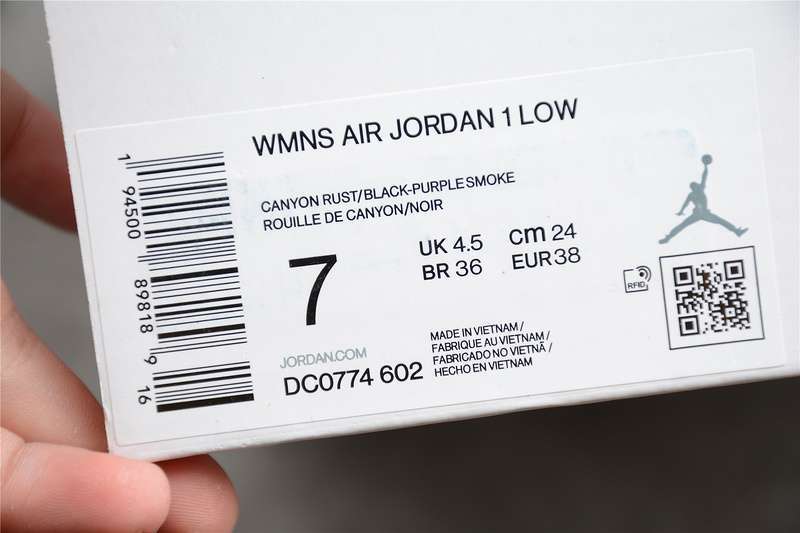 WMNS AIR JORDAN 1 LOW
CANYON RUST/BLACK-PURPLE SMOKE
ROUILLE DE CANYON/NOIR
7
UK 4.5 cm 24
BR 36 EUR 38
RFID
JORDAN.COM
DC0774 602
MADE IN VIETNAM /
FABRIQUE AU VIETNAM /
FABRICADO NO VIETNÃ /
HECHO EN VIETNAM
1 94500 89818 9 16